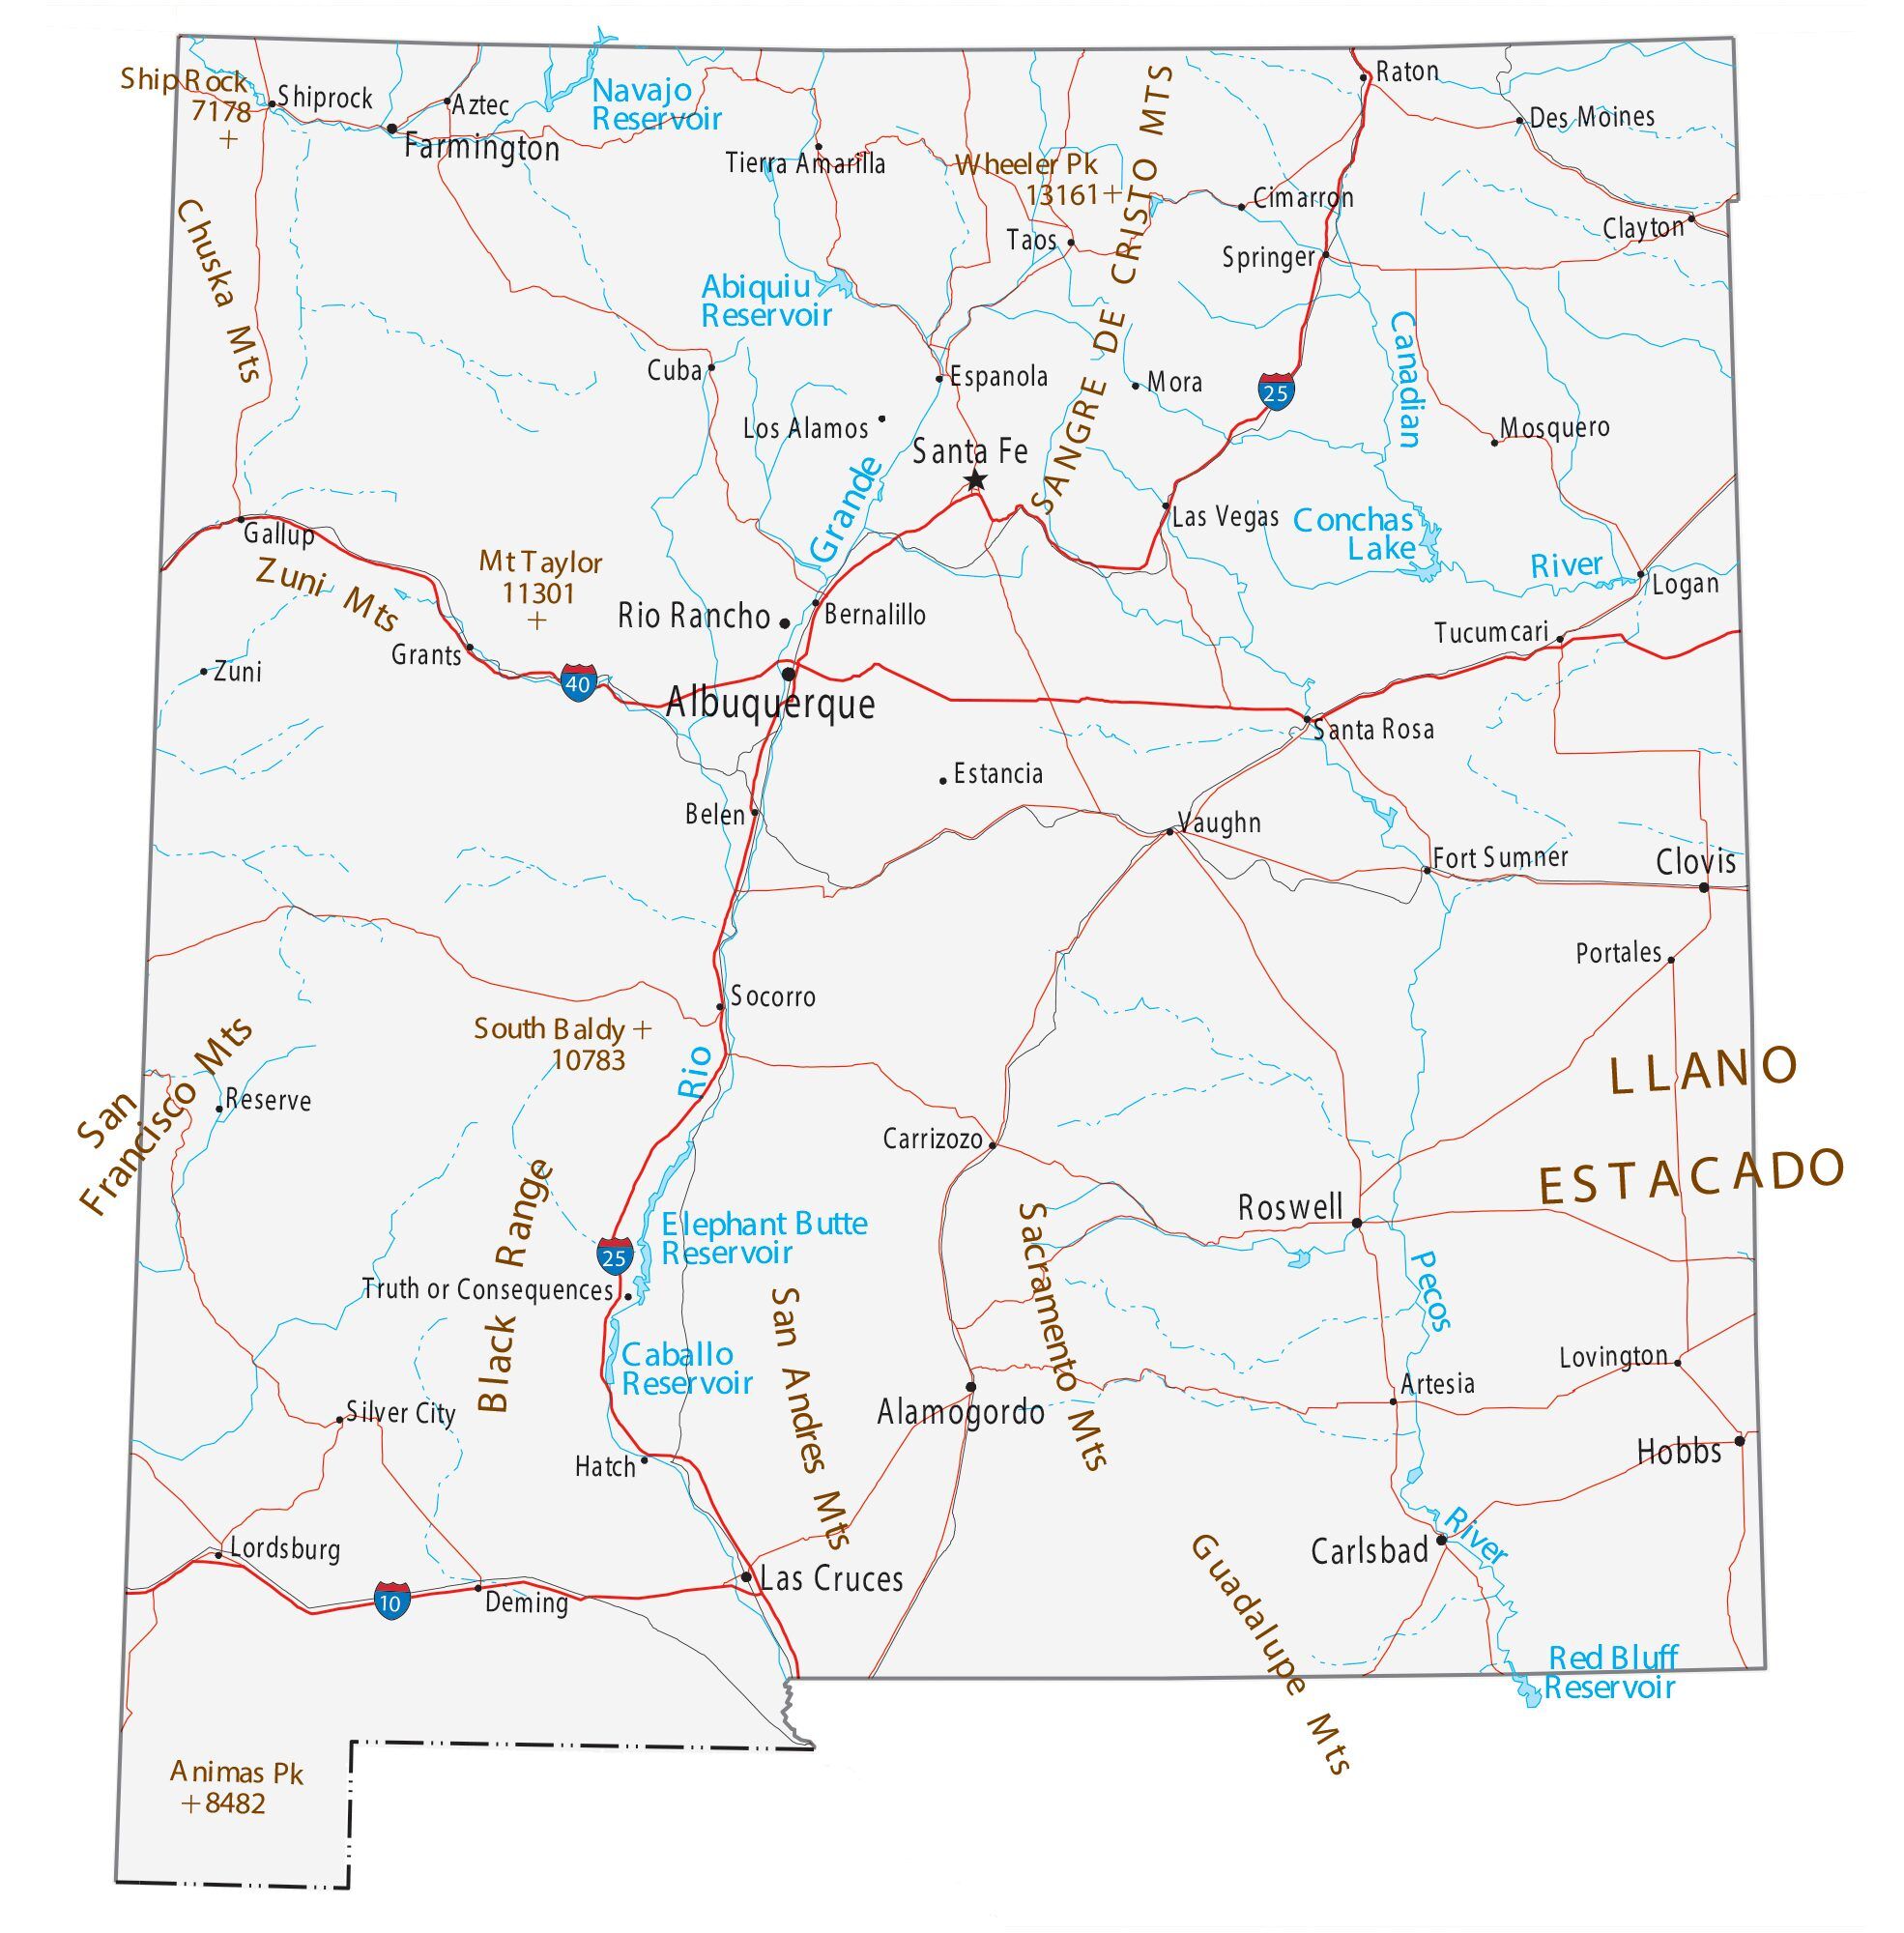 Ship Rock
7178
Shiprock
Aztec
Farmington
Navajo
Reservoir
Tierra Amarilla
Wheeler Pk
13161
Raton
Des Moines
Cimarron
Clayton
Taos
Springer
SANGRE DE CRISTO MTS
Chuska Mts
Abiquiu
Reservoir
Cuba
Espanola
Mora
25
Canadian
Los Alamos
Mosquero
Santa Fe
Grande
Gallup
Las Vegas
Conchas
Lake
River
Logan
Zuni Mts
Mt Taylor
11301
Rio Rancho
Bernalillo
Tucumcari
Grants
Zuni
40
Albuquerque
Santa Rosa
Estancia
Belen
Vaughn
Fort Sumner
Clovis
Portales
Socorro
South Baldy
10783
Rio
San
Francisco Mts
Reserve
LLANO
ESTACADO
Carrizozo
Black Range
Roswell
Elephant Butte
Reservoir
25
Truth or Consequences
Sacramento Mts
Pecos
San Andres Mts
Caballo
Reservoir
Lovington
Artesia
Alamogordo
Silver City
Hobbs
Hatch
River
Lordsburg
Carlsbad
Las Cruces
10
Deming
Guadalupe Mts
Red Bluff
Reservoir
Animas Pk
8482